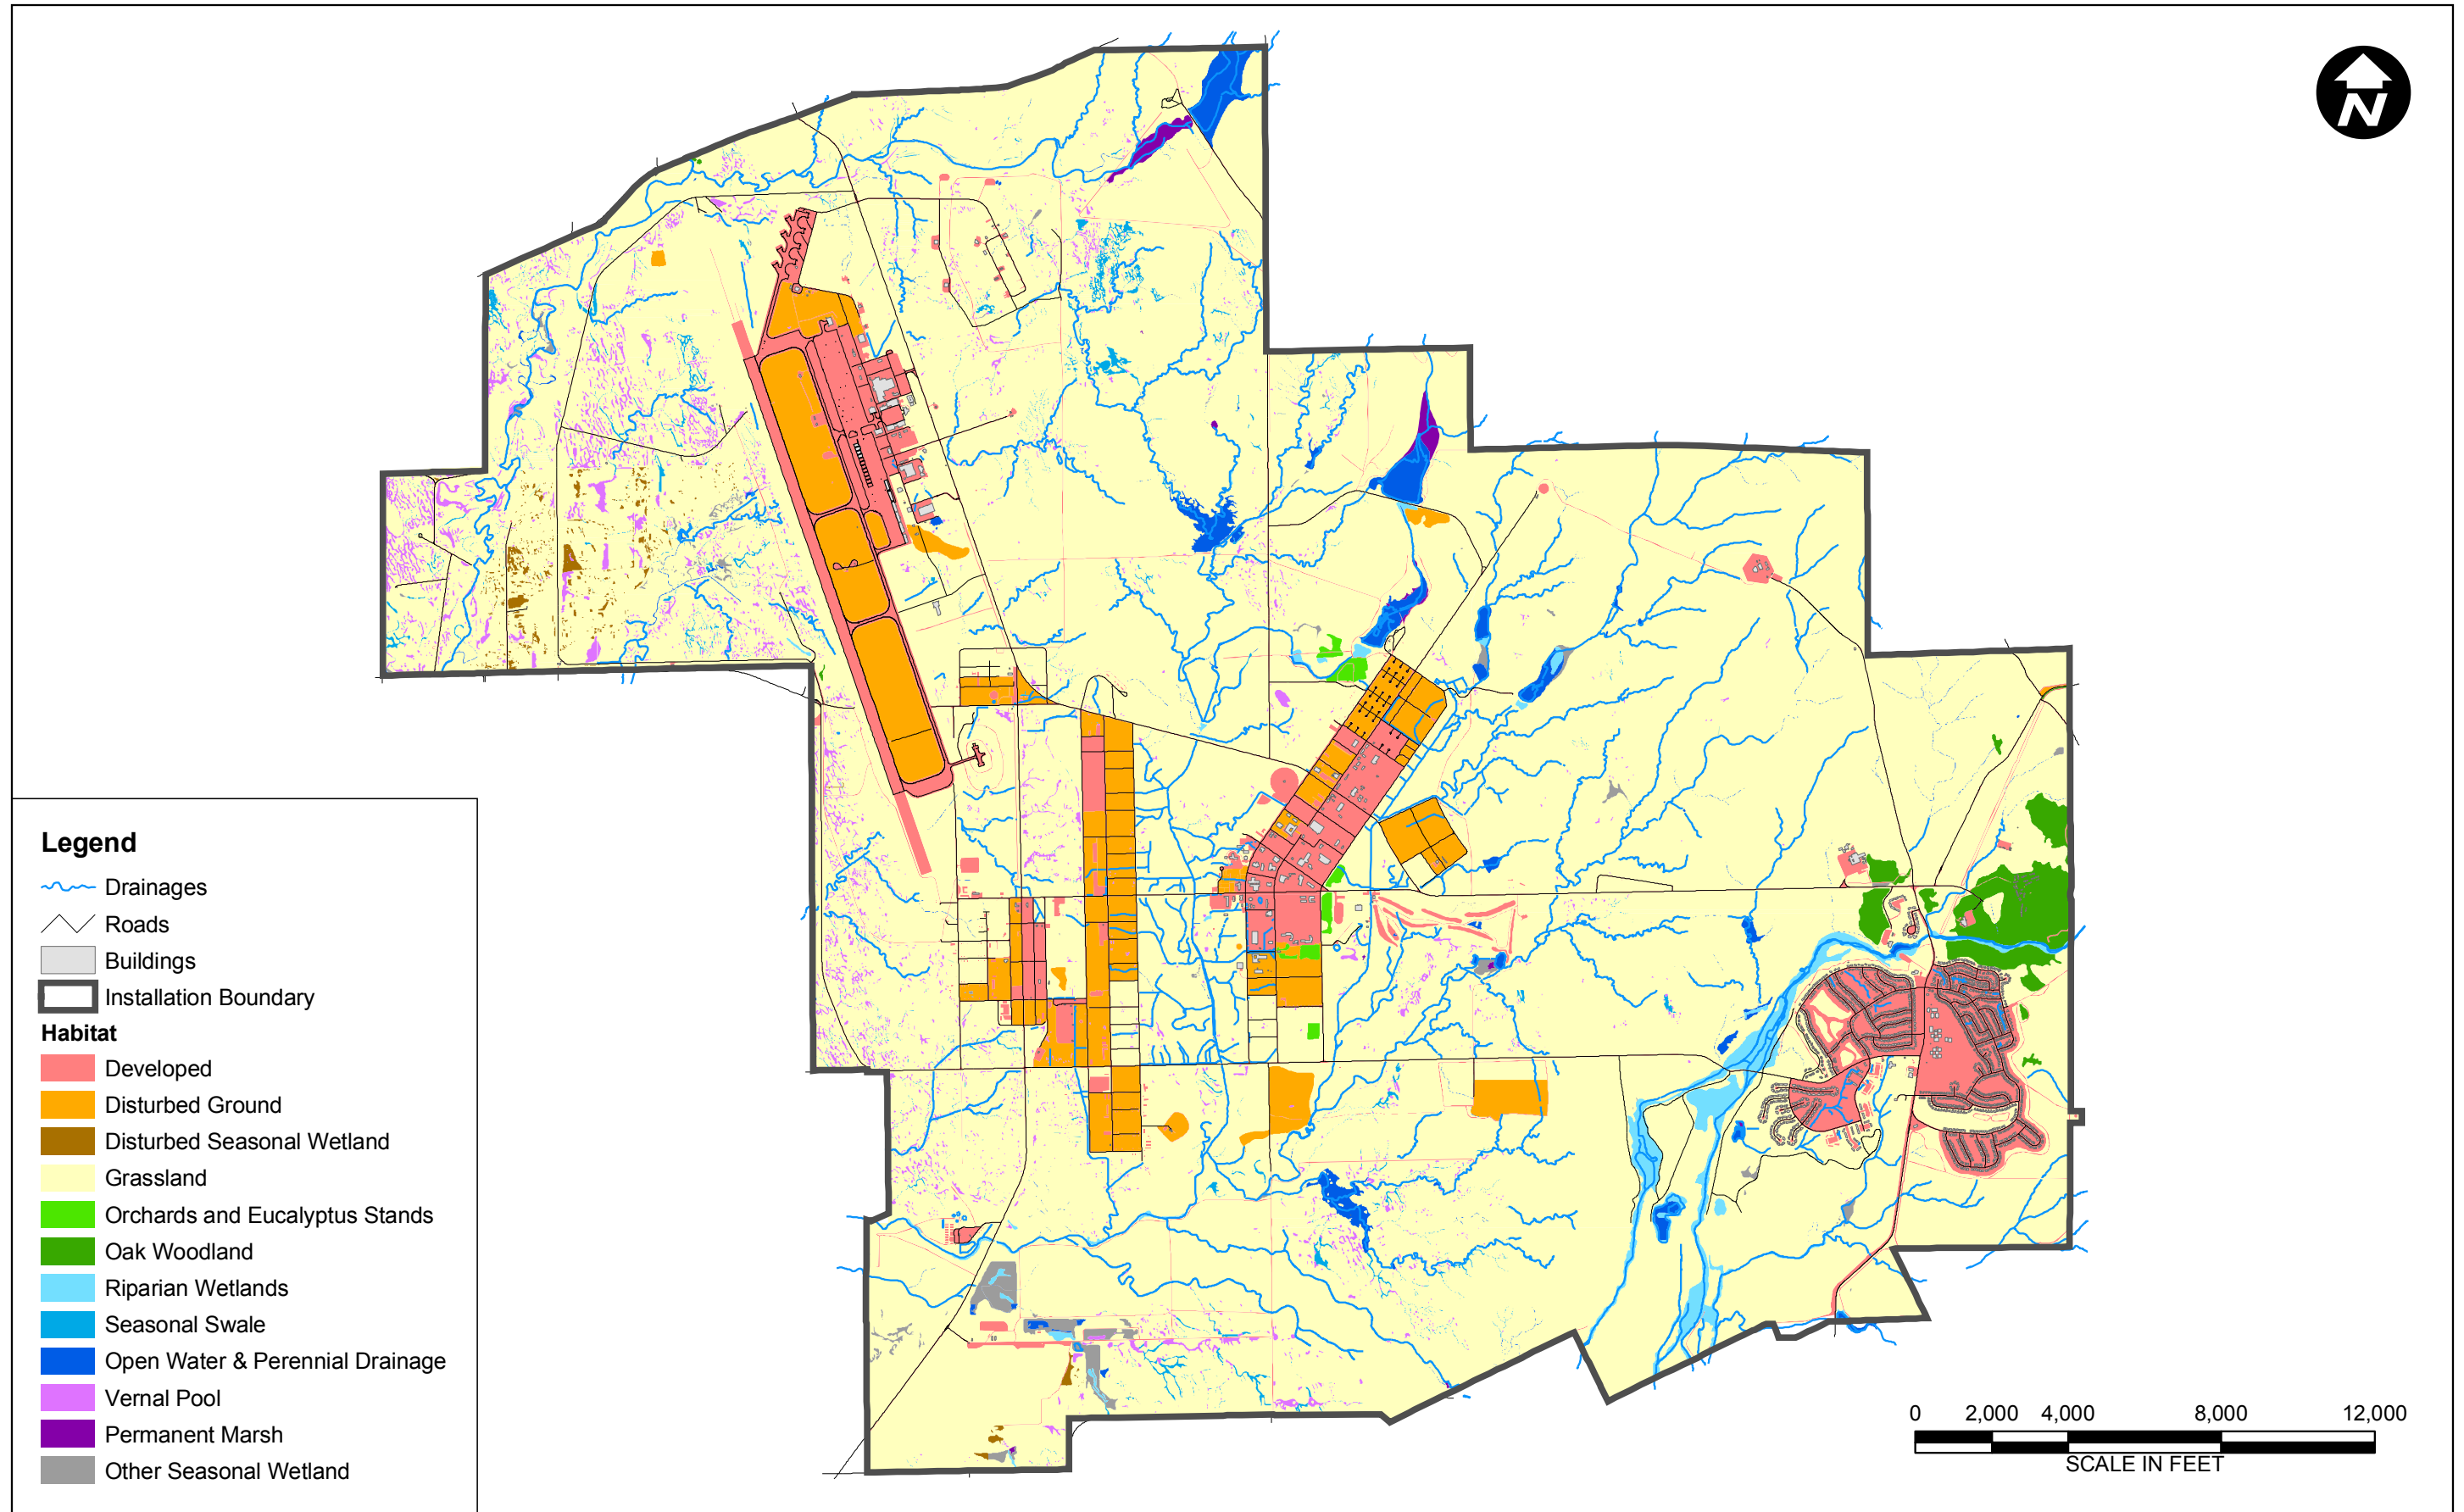 N
Legend
Drainages
Roads
Buildings
Installation Boundary
Habitat
Developed
Disturbed Ground
Disturbed Seasonal Wetland
Grassland
Orchards and Eucalyptus Stands
Oak Woodland
Riparian Wetlands
Seasonal Swale
Open Water & Perennial Drainage
Vernal Pool
Permanent Marsh
Other Seasonal Wetland
0 2,000 4,000 8,000 12,000
SCALE IN FEET